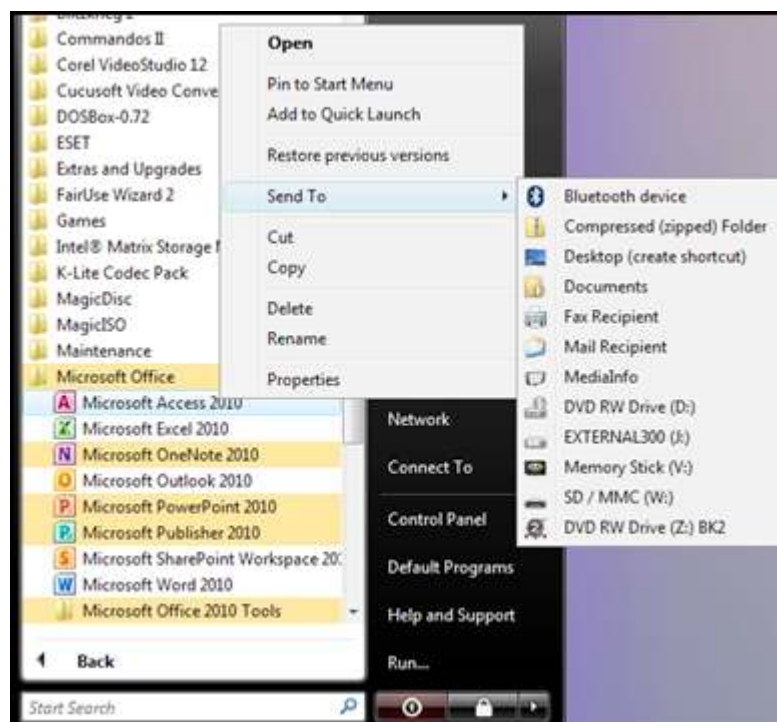 Commandos II
Corel VideoStudio 12
Cucusoft Video Conve
DOSBox-0.72
ESET
Extras and Upgrades
FairUse Wizard 2
Games
Intel® Matrix Storage M
K-Lite Codec Pack
MagicDisc
MagicISO
Maintenance
Microsoft Office
Microsoft Access 2010
Microsoft Excel 2010
Microsoft OneNote 2010
Microsoft Outlook 2010
Microsoft PowerPoint 2010
Microsoft Publisher 2010
Microsoft SharePoint Workspace 20
Microsoft Word 2010
Microsoft Office 2010 Tools
Back
Start Search
Open
Pin to Start Menu
Add to Quick Launch
Restore previous versions
Send To
Cut
Copy
Delete
Rename
Properties
Network
Connect To
Control Panel
Default Programs
Help and Support
Run...
Bluetooth device
Compressed (zipped) Folder
Desktop (create shortcut)
Documents
Fax Recipient
Mail Recipient
MediaInfo
DVD RW Drive (D:)
EXTERNAL300 (J:)
Memory Stick (V:)
SD / MMC (W:)
DVD RW Drive (Z:) BK2